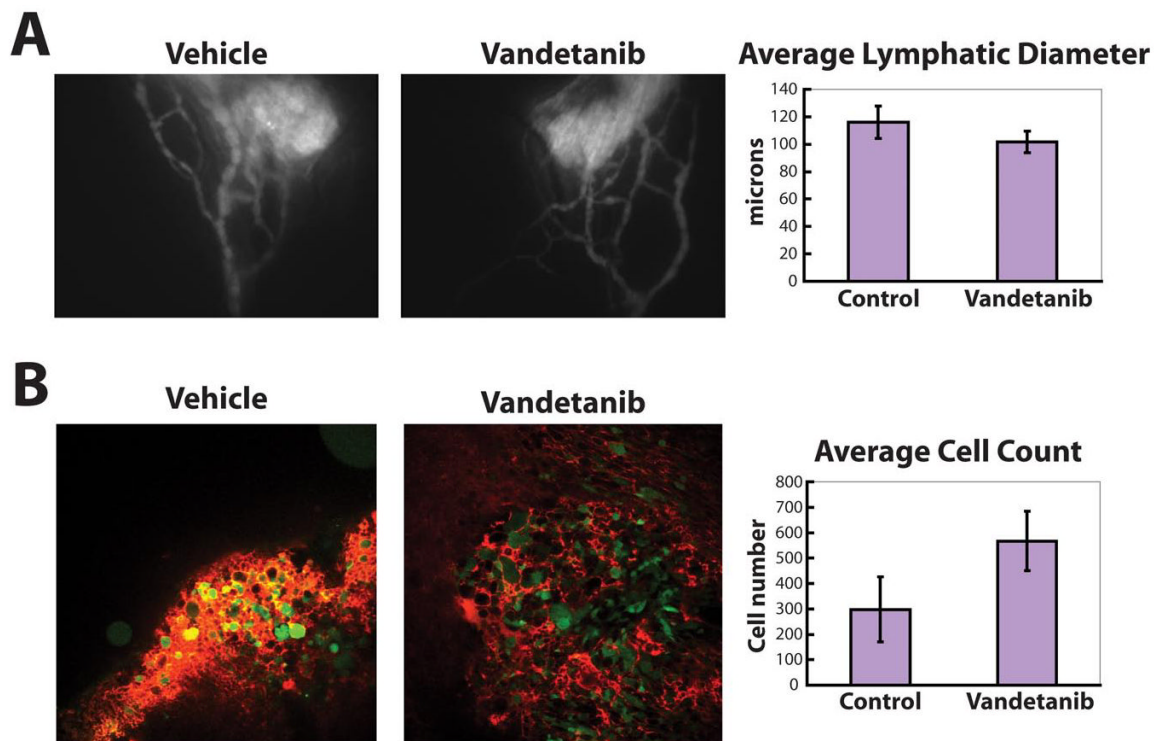 A
Vehicle
Vandetanib
Average Lymphatic Diameter
microns
140
120
100
80
60
40
20
0
Control
Vandetanib
B
Vehicle
Vandetanib
Average Cell Count
Cell number
800
700
600
500
400
300
200
100
0
Control
Vandetanib